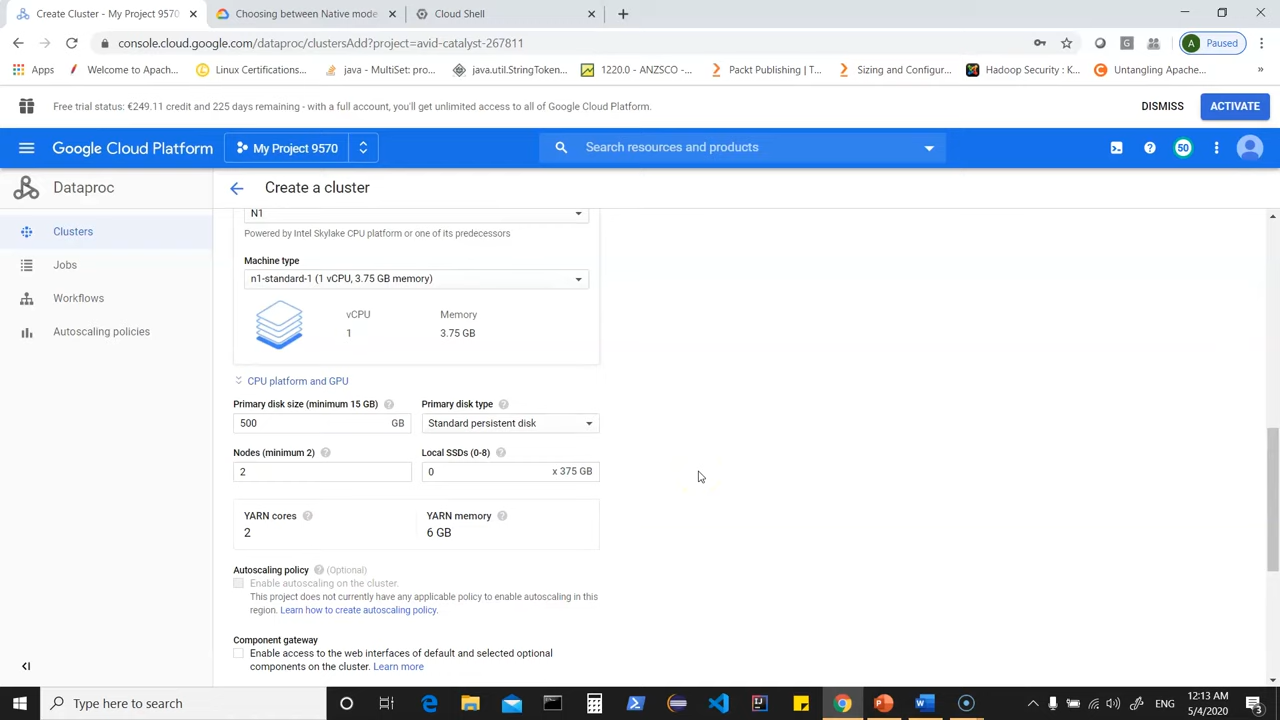 Create Cluster - My Project 9570
Choosing between Native mode
Cloud Shell
console.cloud.google.com/dataproc/clustersAdd?project=avid-catalyst-267811
A Paused
Apps
Welcome to Apach...
Linux Certifications...
java - MultiSet: pro...
java.util.StringToken...
1220.0 - ANZSCO -...
Packt Publishing | T...
Sizing and Configur...
Hadoop Security : K...
Untangling Apache...
»
Free trial status: €249.11 credit and 225 days remaining - with a full account, you'll get unlimited access to all of Google Cloud Platform.
DISMISS
ACTIVATE
Google Cloud Platform
My Project 9570
Search resources and products
50
Dataproc
Create a cluster
Clusters
Jobs
Workflows
Autoscaling policies
N1
Powered by Intel Skylake CPU platform or one of its predecessors
Machine type
n1-standard-1 (1 vCPU, 3.75 GB memory)
vCPU Memory
1 3.75 GB
CPU platform and GPU
Primary disk size (minimum 15 GB) Primary disk type
500 GB Standard persistent disk
Nodes (minimum 2) Local SSDs (0-8)
2 0 x 375 GB
YARN cores YARN memory
2 6 GB
Autoscaling policy (Optional)
Enable autoscaling on the cluster.
This project does not currently have any applicable policy to enable autoscaling in this
region. Learn how to create autoscaling policy.
Component gateway
Enable access to the web interfaces of default and selected optional
components on the cluster. Learn more
Type here to search
ENG
12:13 AM
5/4/2020
3